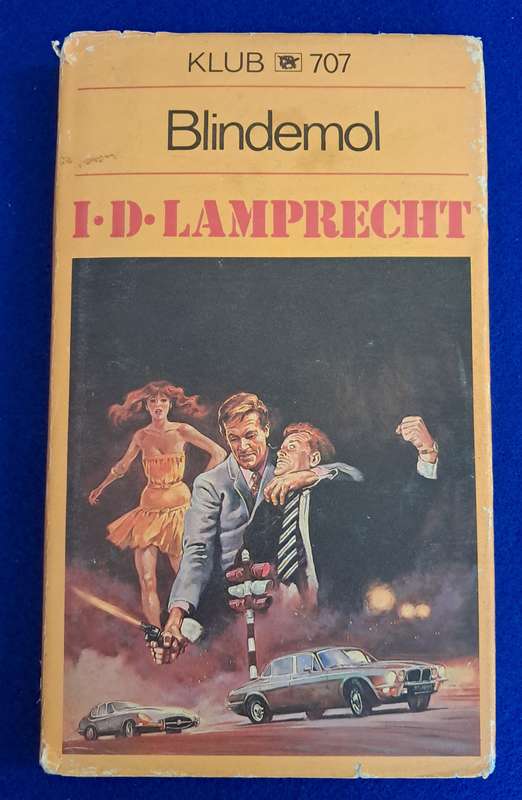 KLUB 707
Blindemol
I·D·LAMPRECHT